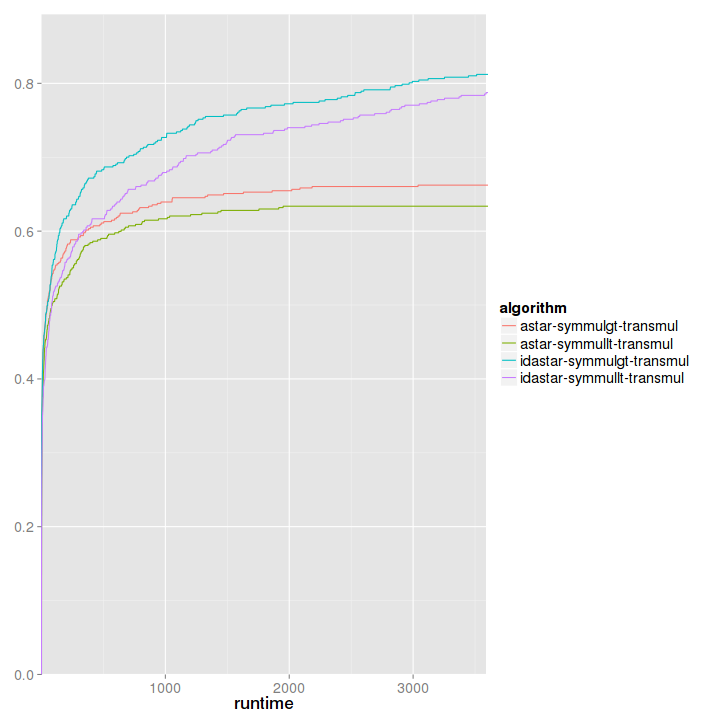 0.8
0.6
0.4
0.2
0.0
1000 2000 3000
runtime
algorithm
astar-symmulgt-transmul
astar-symmullt-transmul
idastar-symmulgt-transmul
idastar-symmullt-transmul